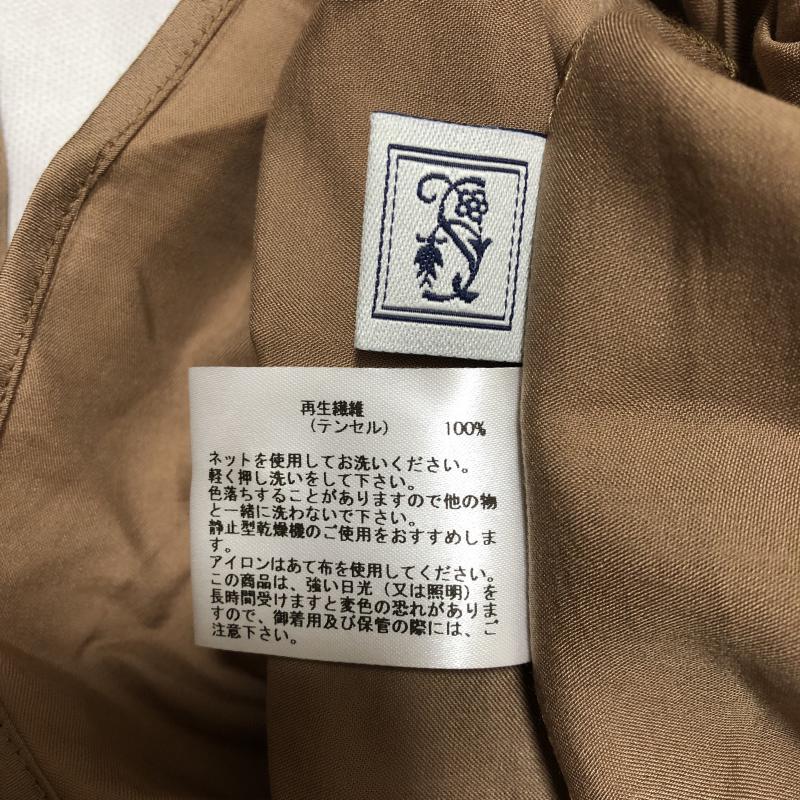 再生繊維
（テンセル） 100%
ネットを使用してお洗いください。
軽く押し洗いをして下さい。
色落ちすることがありますので他の物
と一緒に洗わないで下さい。
静止型乾燥機のご使用をおすすめしま
す。
アイロンはあて布を使用してください。
この商品は、強い日光（又は照明）を
長時間受けますと変色の恐れがありま
すので、御着用及び保管の際には、ご
注意下さい。